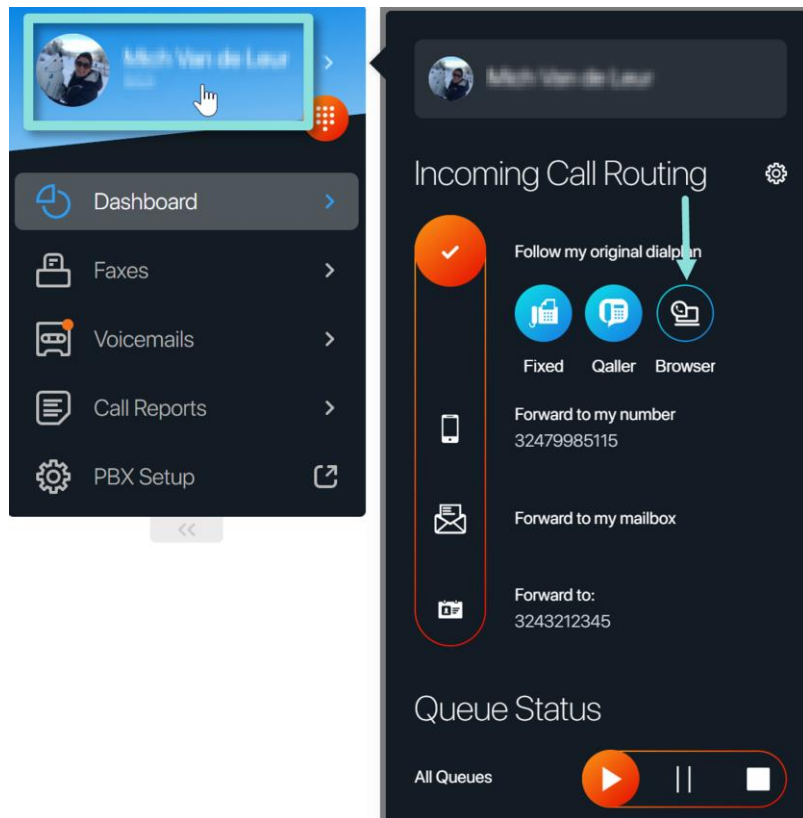 Dashboard
Faxes
Voicemails
Call Reports
PBX Setup
<<
Incoming Call Routing
Follow my original dialplan
Fixed Qaller Browser
Forward to my number
32479985115
Forward to my mailbox
Forward to:
3243212345
Queue Status
All Queues